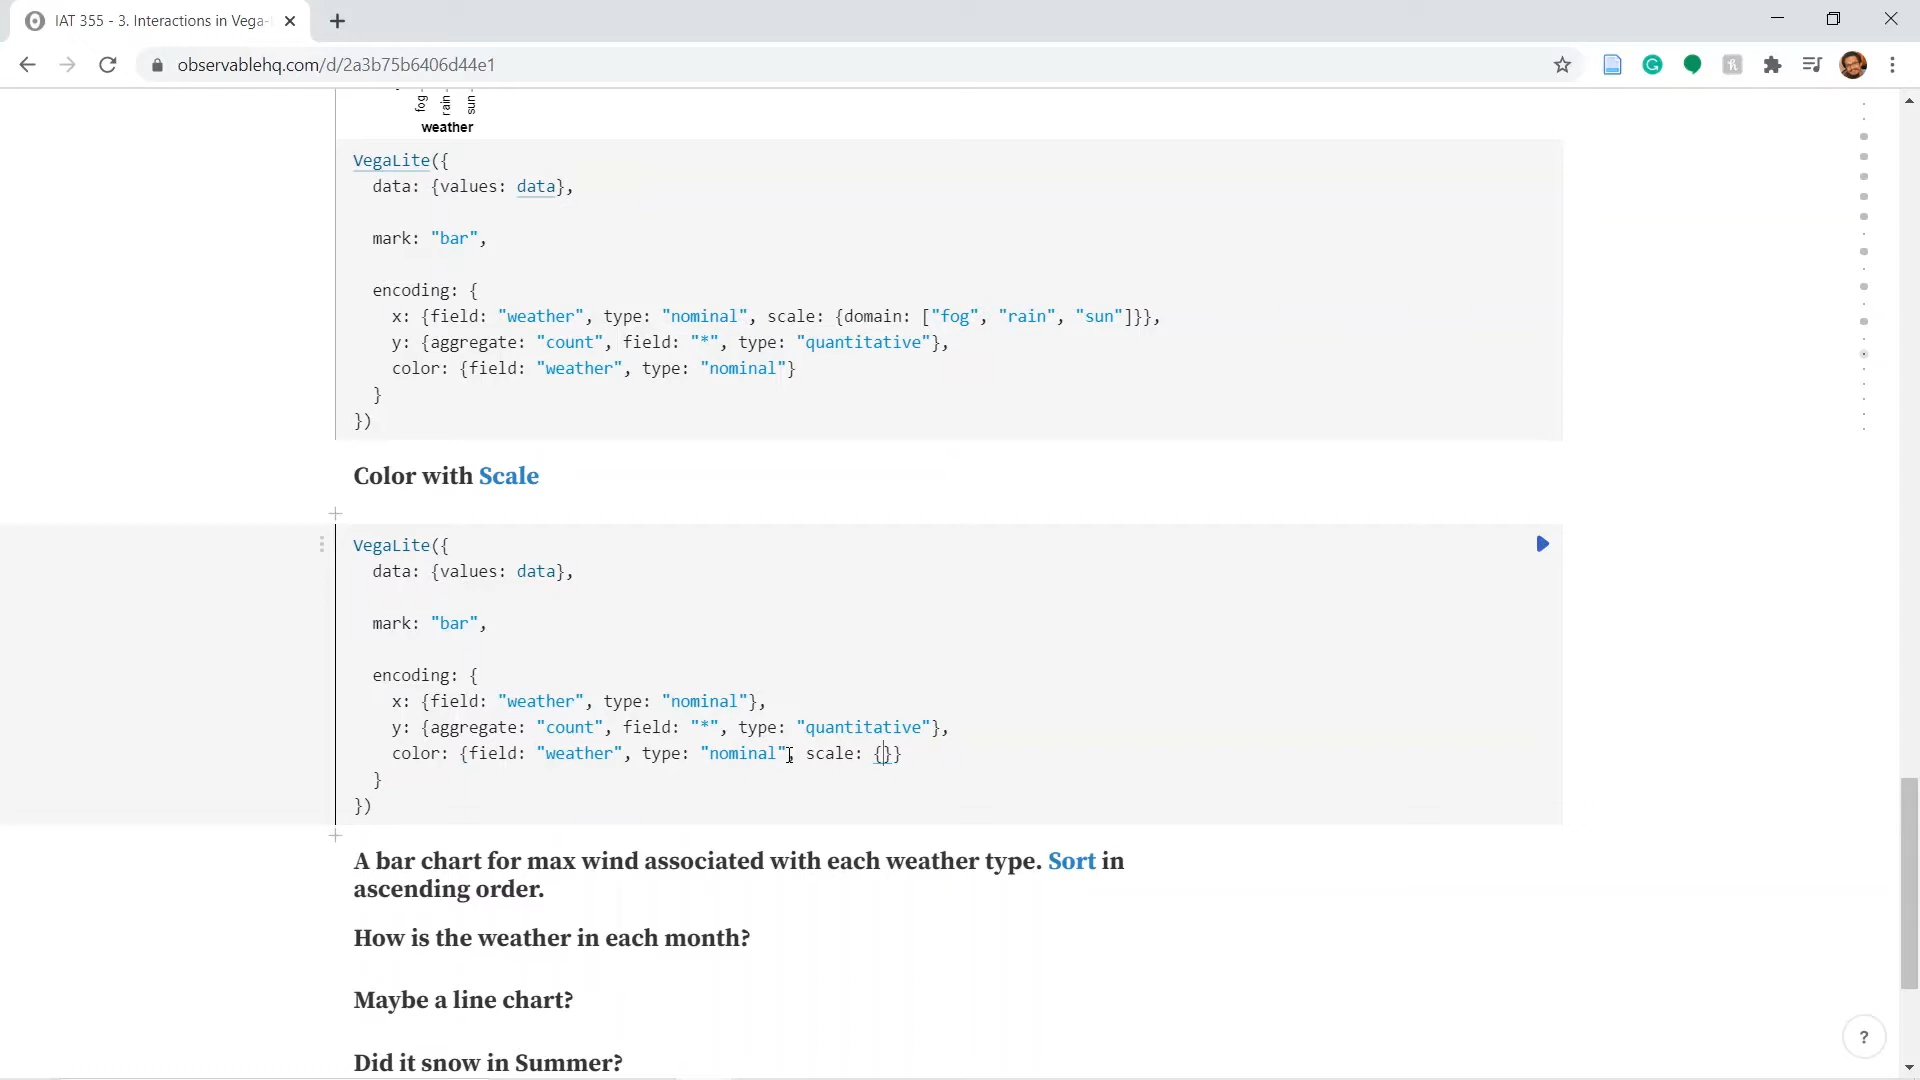 IAT 355 - 3. Interactions in Vega-
observablehq.com/d/2a3b75b6406d44e1
fog
rain
sun
weather
VegaLite({
data: {values: data},
mark: "bar",
encoding: {
x: {field: "weather", type: "nominal", scale: {domain: ["fog", "rain", "sun"]}},
y: {aggregate: "count", field: "*", type: "quantitative"},
color: {field: "weather", type: "nominal"}
}
})
Color with Scale
VegaLite({
data: {values: data},
mark: "bar",
encoding: {
x: {field: "weather", type: "nominal"},
y: {aggregate: "count", field: "*", type: "quantitative"},
color: {field: "weather", type: "nominal", scale: {}}
}
})
A bar chart for max wind associated with each weather type. Sort in
ascending order.
How is the weather in each month?
Maybe a line chart?
Did it snow in Summer?
?